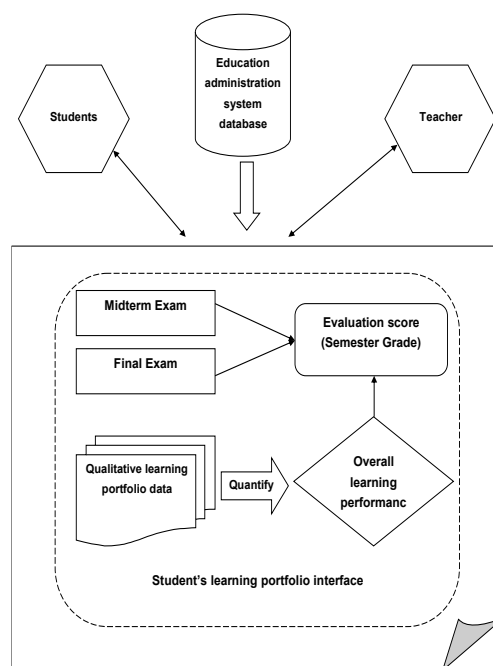 Education
administration
system
database
Students
Teacher
Midterm Exam
Evaluation score
(Semester Grade)
Final Exam
Qualitative learning
portfolio data
Quantify
Overall
learning
performanc
Student's learning portfolio interface